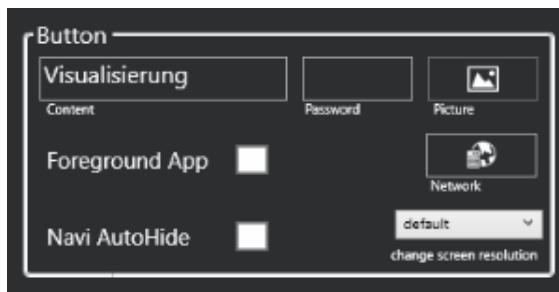 Button
Visualisierung
Content
Password
Picture
Foreground App
Network
Navi AutoHide
default
change screen resolution